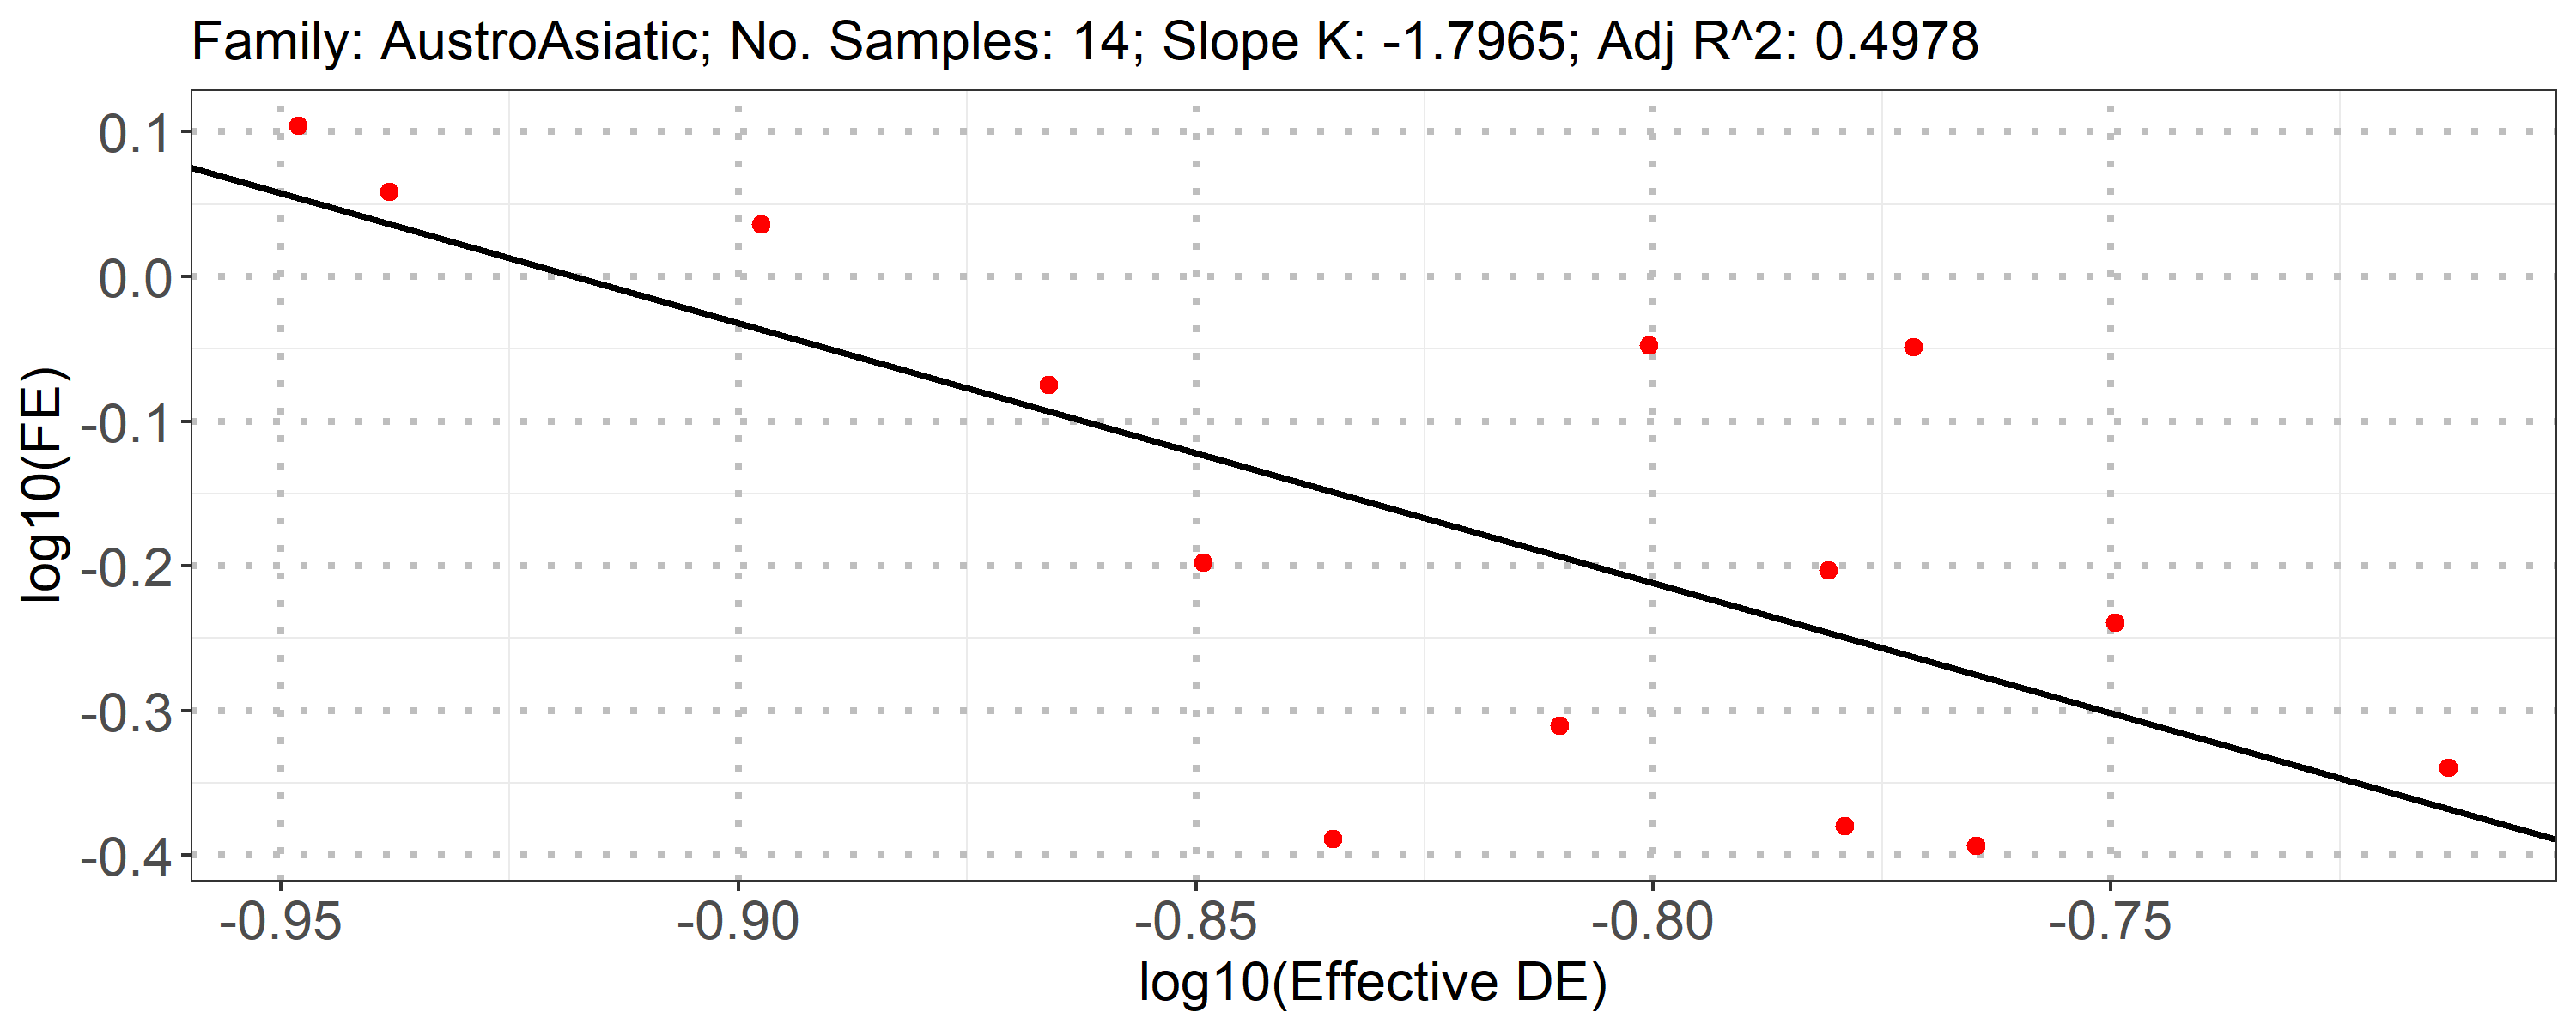 Family: AustroAsiatic; No. Samples: 14; Slope K: -1.7965; Adj R^2: 0.4978
log10(FE)
0.1
0.0
-0.1
-0.2
-0.3
-0.4
-0.95 -0.90 -0.85 -0.80 -0.75
log10(Effective DE)